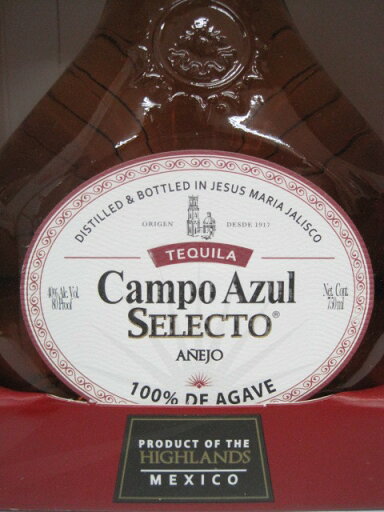 DISTILLED & BOTTLED IN JESUS MARIA JALISCO
ORIGEN DESDE 1917
TEQUILA
Campo Azul
SELECTO®
AÑEJO
40% Alc. Vol.
80 Proof
Net. Cont.
750 ml
100% DE AGAVE
PRODUCT OF THE
HIGHLANDS
MEXICO